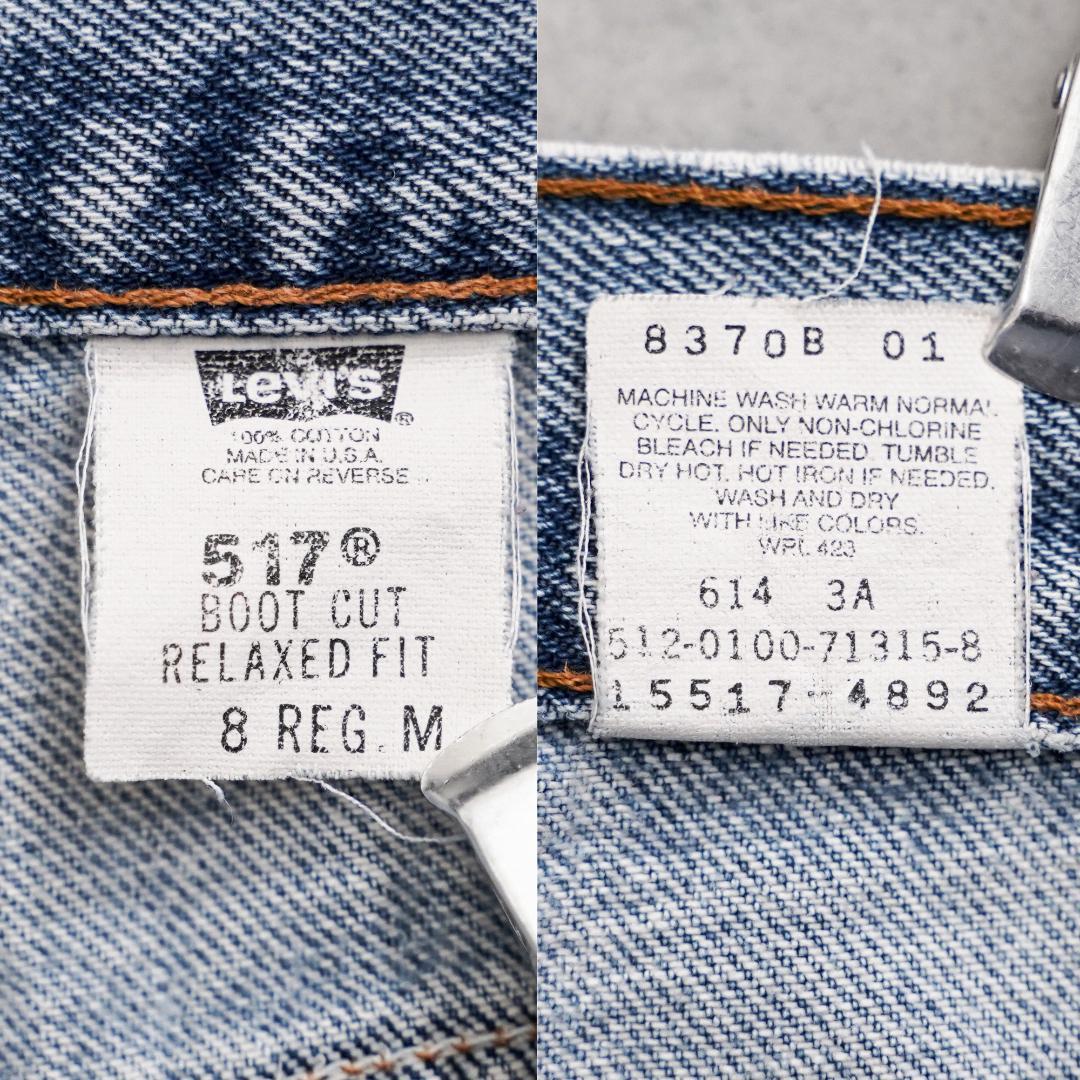 Levi's®
100% COTTON
MADE IN U.S.A.
CARE ON REVERSE
517®
BOOT CUT
RELAXED FIT
8 REG. M
8370B 01
MACHINE WASH WARM NORMAL
CYCLE. ONLY NON-CHLORINE
BLEACH IF NEEDED. TUMBLE
DRY HOT. HOT IRON IF NEEDED.
WASH AND DRY
WITH LIKE COLORS.
WPL 423
614 3A
512-0100-71315-8
15517-4892